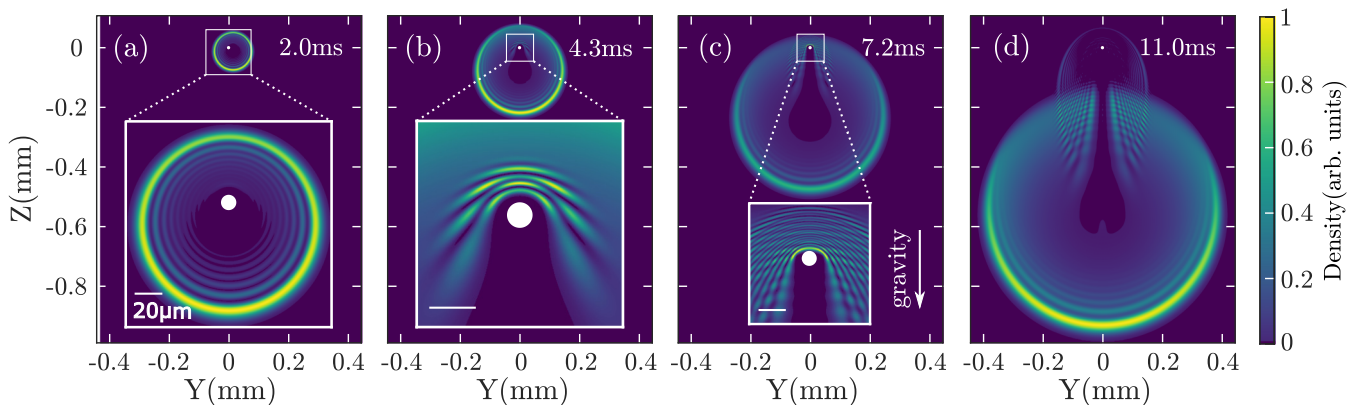 (a) 2.0ms
(b) 4.3ms
(c) 7.2ms
(d) 11.0ms
0
-0.2
-0.4
-0.6
-0.8
Z(mm)
20μm
gravity
-0.4 -0.2 0 0.2 0.4
-0.4 -0.2 0 0.2 0.4
-0.4 -0.2 0 0.2 0.4
-0.4 -0.2 0 0.2 0.4
Y(mm)
Y(mm)
Y(mm)
Y(mm)
1
0.8
0.6
0.4
0.2
0
Density(arb. units)